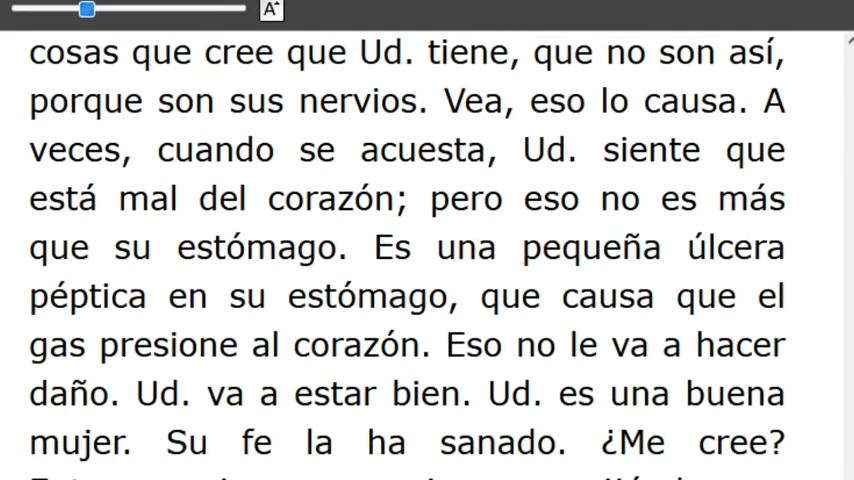 A
cosas que cree que Ud. tiene, que no son así,
porque son sus nervios. Vea, eso lo causa. A
veces, cuando se acuesta, Ud. siente que
está mal del corazón; pero eso no es más
que su estómago. Es una pequeña úlcera
péptica en su estómago, que causa que el
gas presione al corazón. Eso no le va a hacer
daño. Ud. va a estar bien. Ud. es una buena
mujer. Su fe la ha sanado. ¿Me cree?